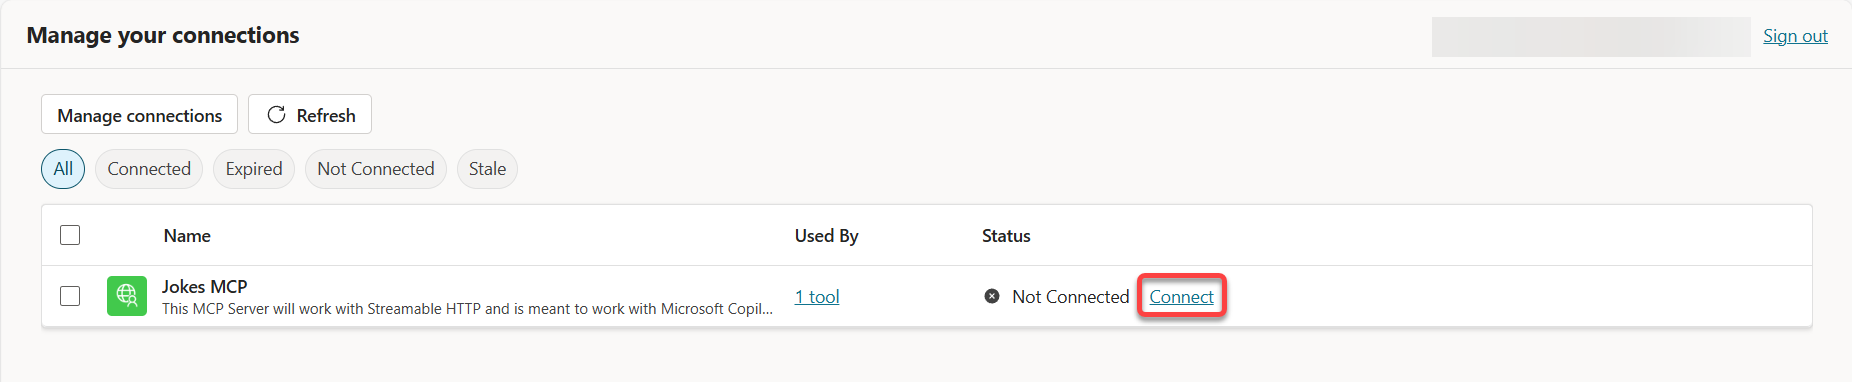 Manage your connections
Sign out
Manage connections
Refresh
All
Connected
Expired
Not Connected
Stale
Name
Used By
Status
Jokes MCP
1 tool
Not Connected
Connect
This MCP Server will work with Streamable HTTP and is meant to work with Microsoft Copil...